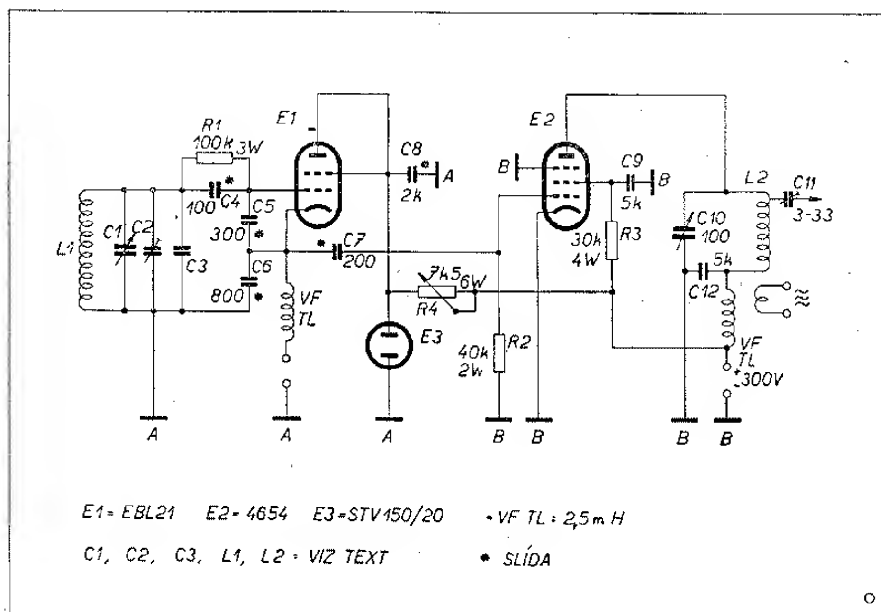 E1
E2
R1
100k
3W
C8
2k
A
B
C9
5k
B
L2
C11
3-33
L1
C1
C2
C3
100
C4
C5
300
C6
800
C7
200
VF
TL
7k5
6W
R4
E3
30k
4W
R3
C10
100
5k
C12
40k
2W
R2
VF
TL
+
-300V
A
A
A
B
B
B
B
E1 = EBL21 E2 = 4654 E3 = STV150/20 • VF TL = 2,5m H
C1, C2, C3, L1, L2 = VIZ TEXT * SLÍDA